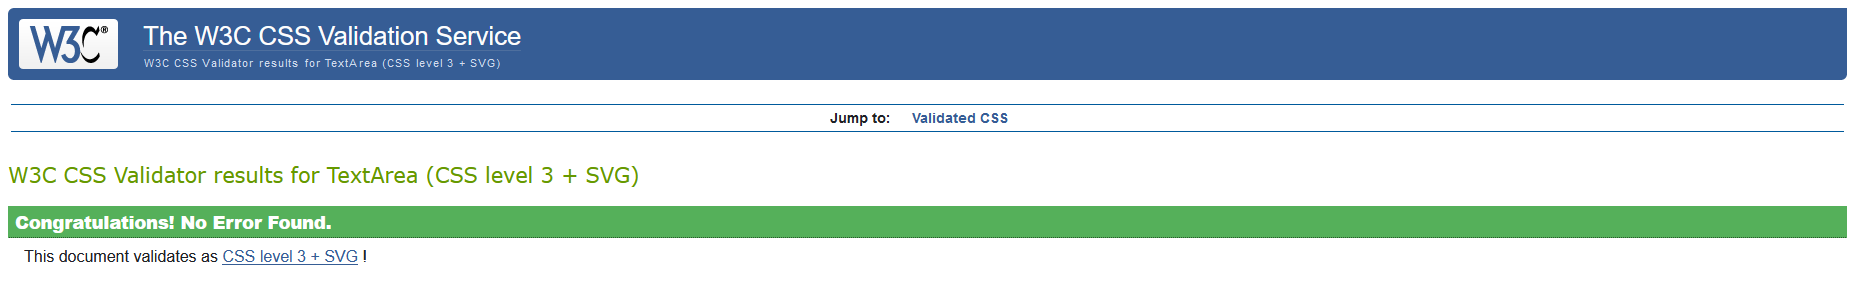 W3C®
The W3C CSS Validation Service
W3C CSS Validator results for TextArea (CSS level 3 + SVG)
Jump to: Validated CSS
W3C CSS Validator results for TextArea (CSS level 3 + SVG)
Congratulations! No Error Found.
This document validates as CSS level 3 + SVG !